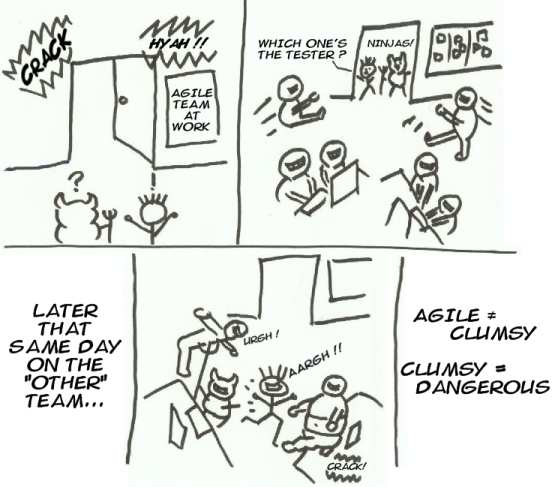 CRACK
HYAH !!
AGILE
TEAM
AT
WORK
?
!
WHICH ONE'S
THE TESTER ?
NINJAS!
LATER
THAT
SAME DAY
ON THE
"OTHER"
TEAM...
URGH !
AARGH !!
CRACK!
AGILE ≠
CLUMSY
CLUMSY =
DANGEROUS